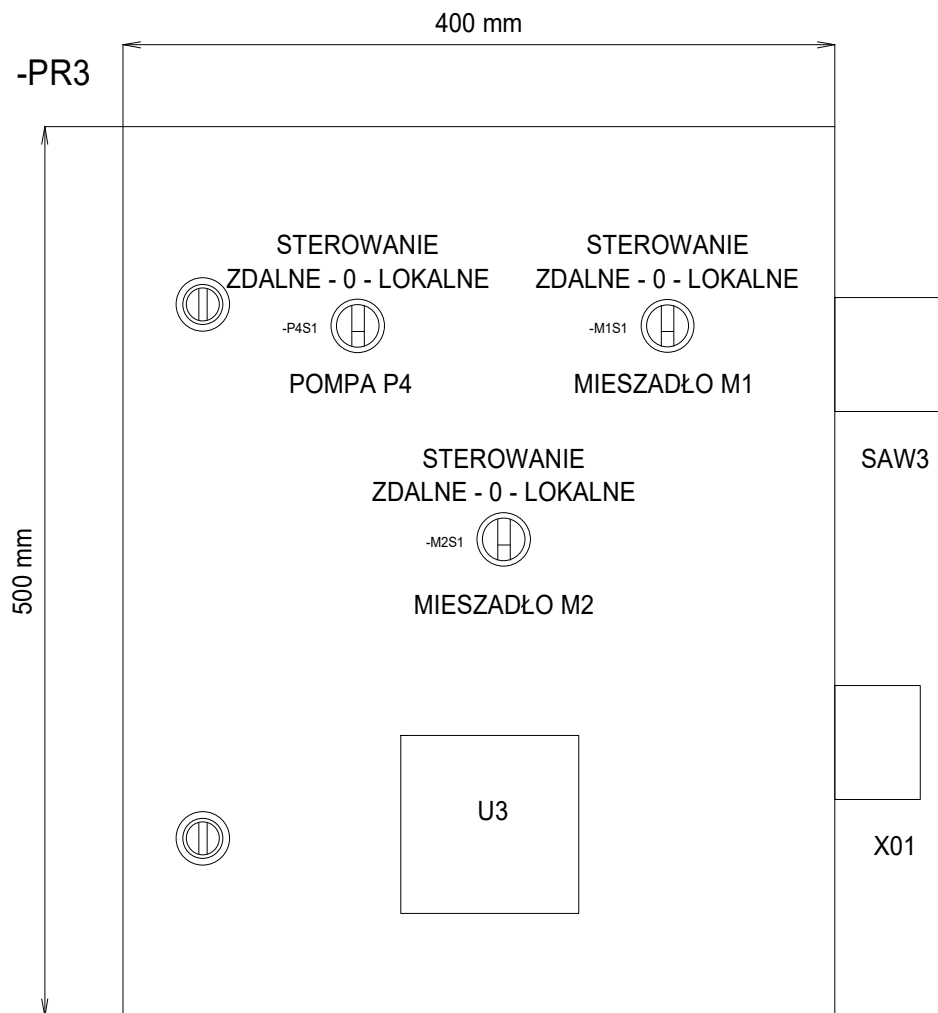 400 mm
-PR3
STEROWANIE
ZDALNE - 0 - LOKALNE
-P4S1
POMPA P4
STEROWANIE
ZDALNE - 0 - LOKALNE
-M1S1
MIESZADŁO M1
SAW3
STEROWANIE
ZDALNE - 0 - LOKALNE
-M2S1
MIESZADŁO M2
500 mm
U3
X01